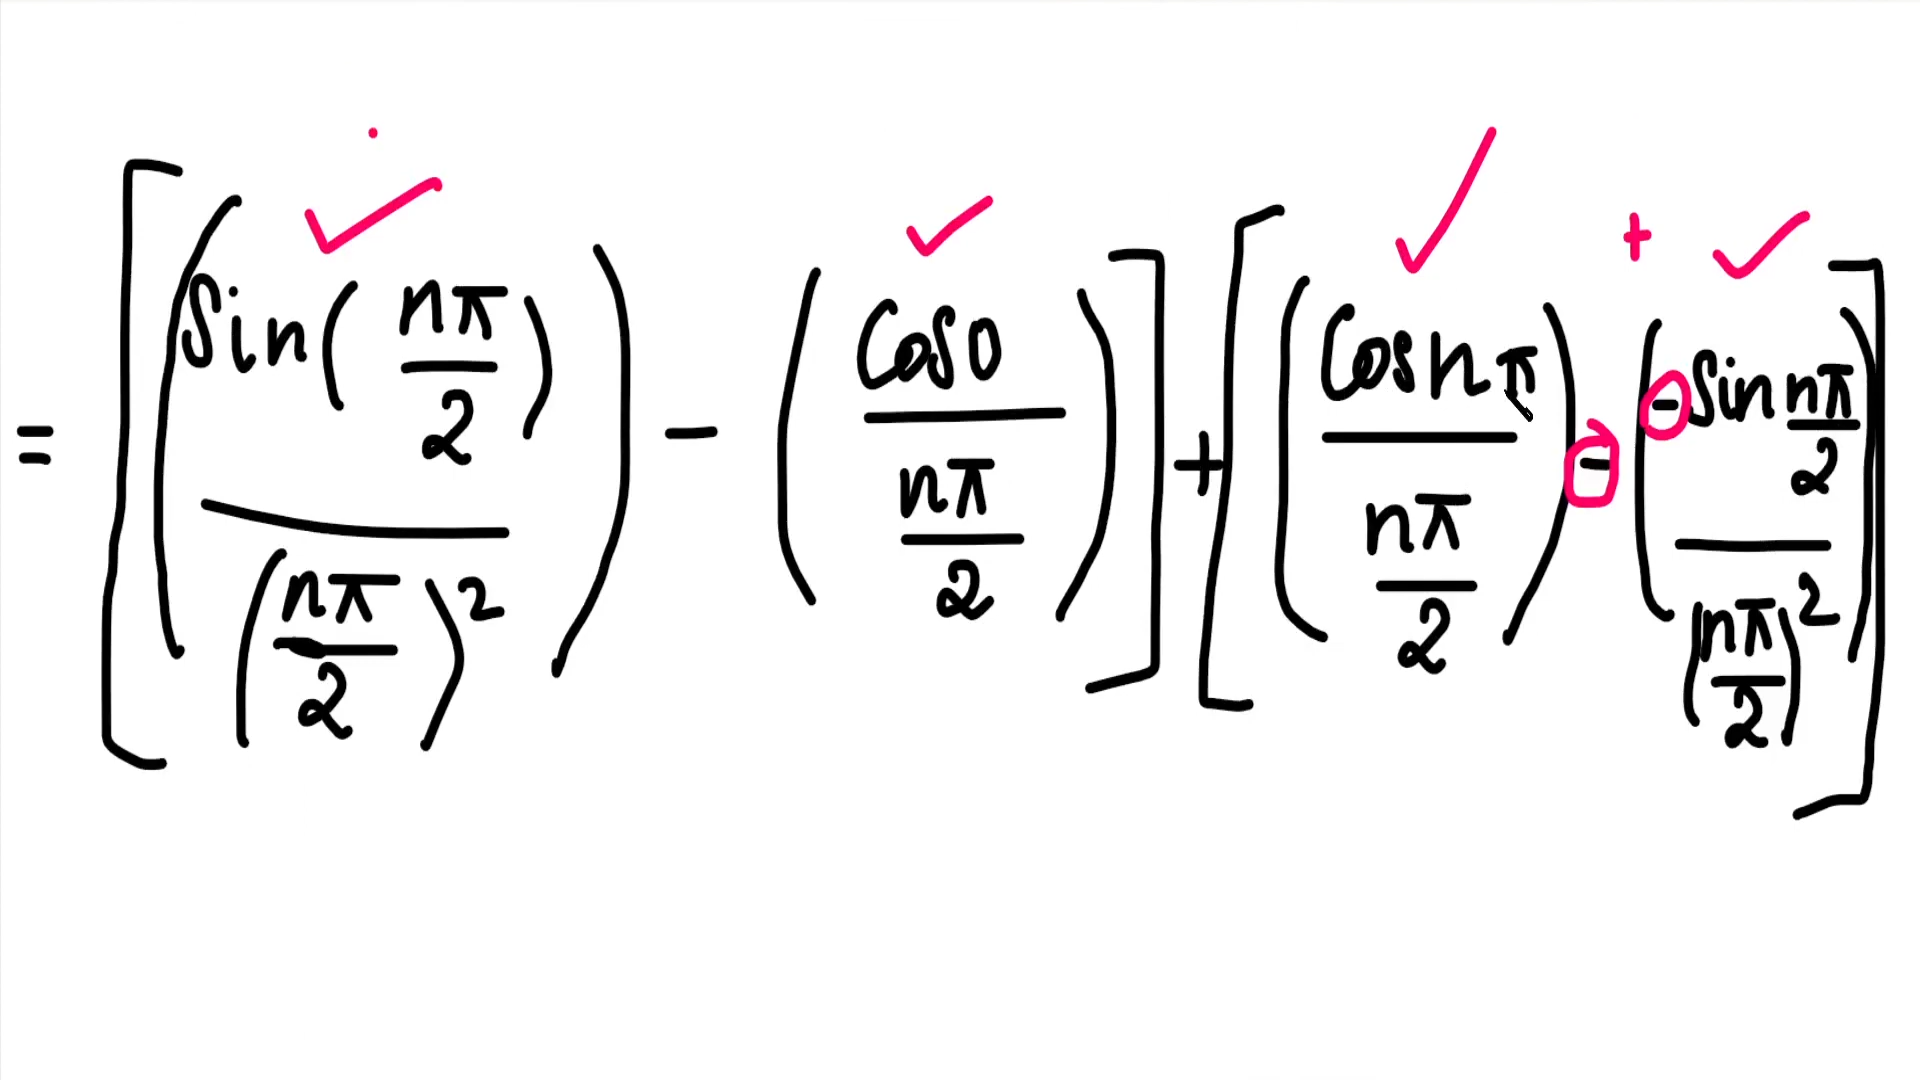 = [ ( sin(nπ/2) / (nπ/2)² ) − ( cos0 / (nπ/2) ) ] + [ ( cosnπ / (nπ/2) ) − ( −sin nπ/2 / (nπ/2)² ) ]
+